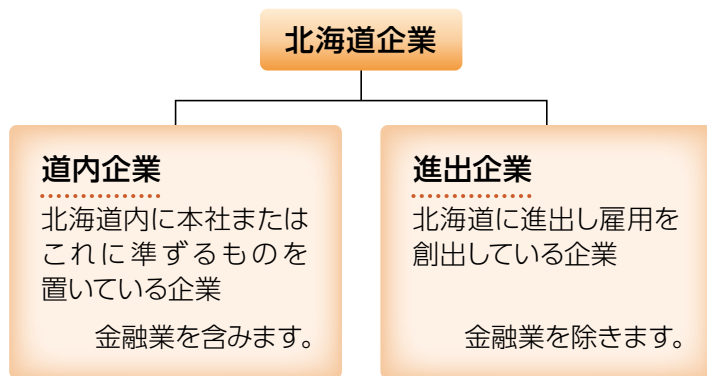 北海道企業
道内企業
北海道内に本社または
これに準ずるものを
置いている企業
金融業を含みます。
進出企業
北海道に進出し雇用を
創出している企業
金融業を除きます。